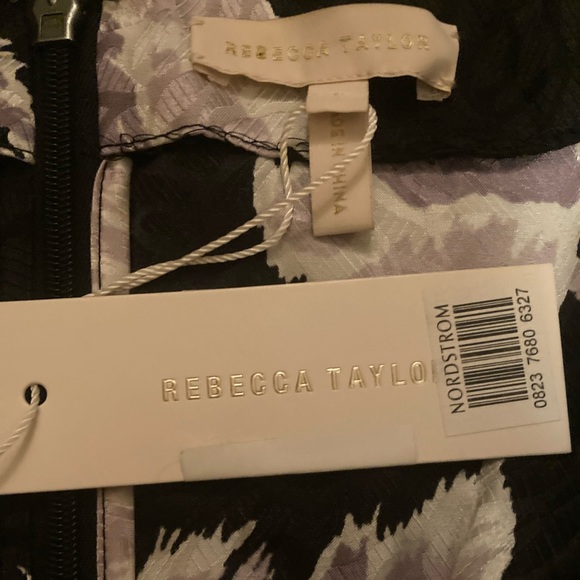 REBECCA TAYLOR
MADE IN CHINA
REBECCA TAYLOR
NORDSTROM
0823 7680 6327